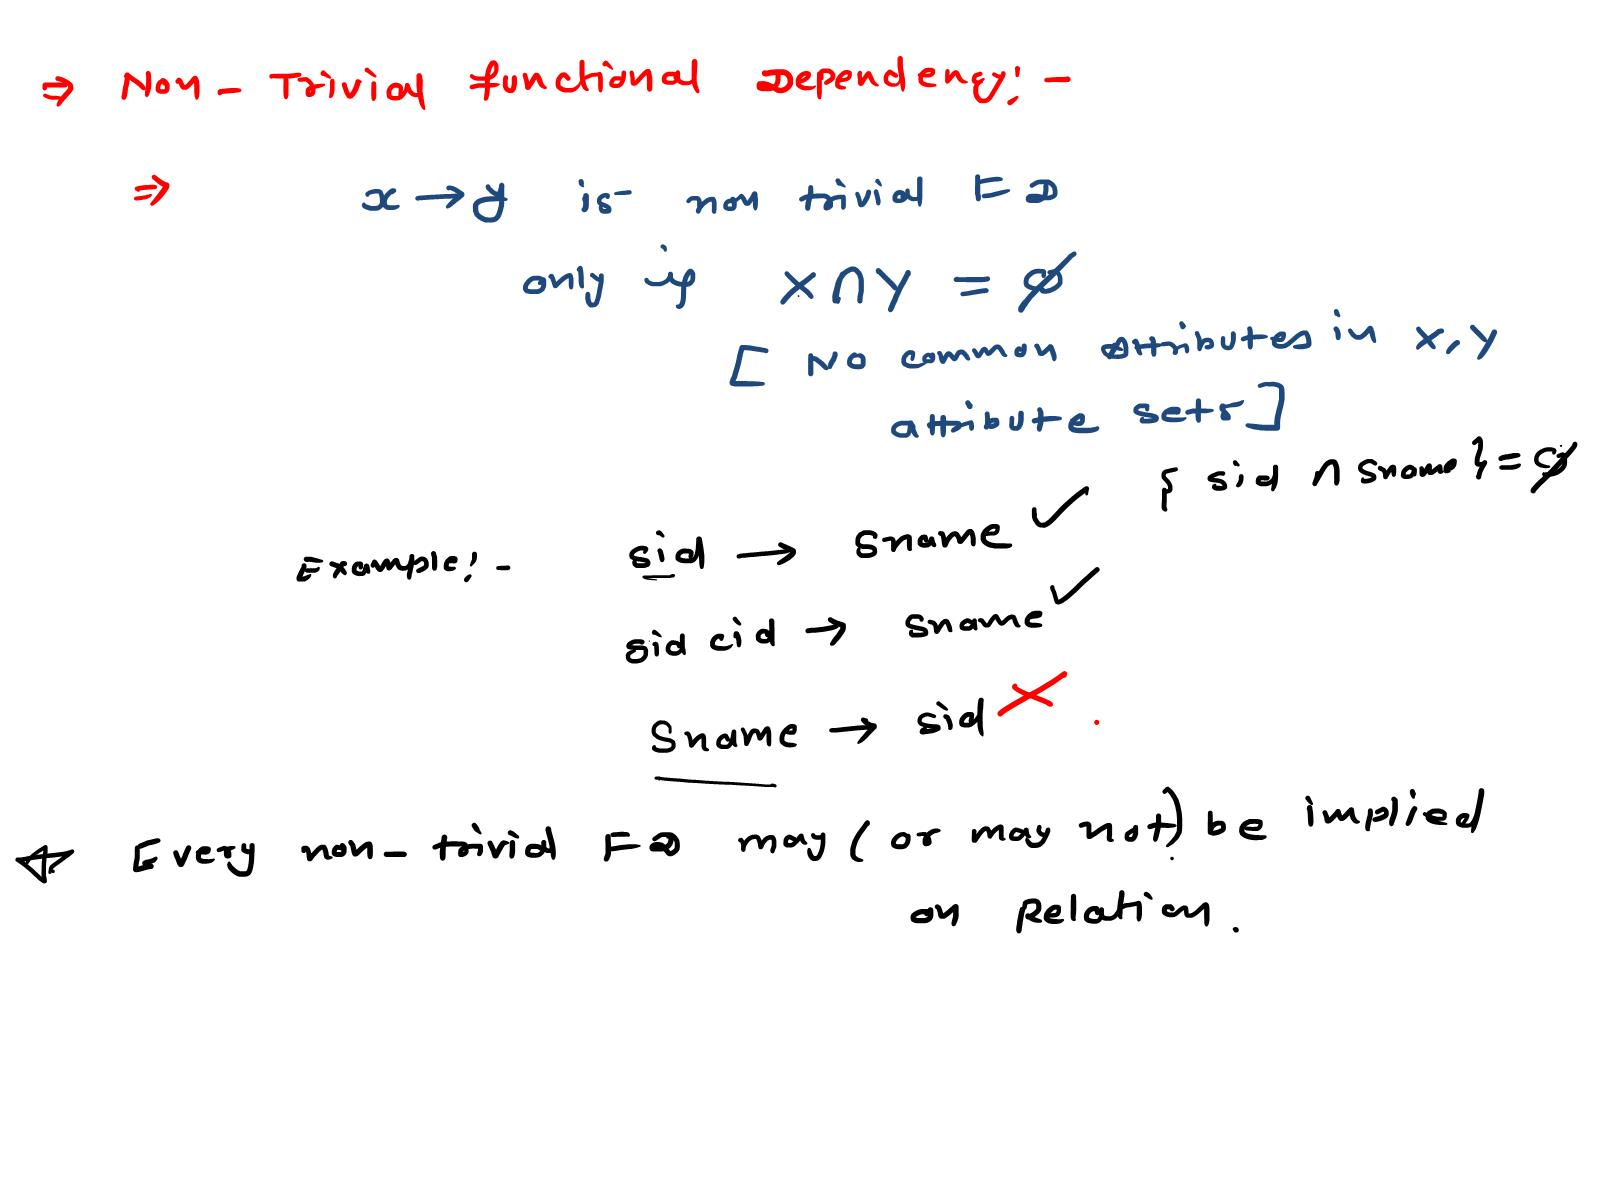 ⇒ Non - Trivial functional Dependency! -
⇒ x → y is non trivial FD
only if X ∩ Y = ϕ
[ No common attributes in X, Y
attribute sets ]
{ sid ∩ Sname } = ϕ
Example! - sid → Sname ✓
sid cid → Sname ✓
Sname → sid ✗ .
Every non - trivial FD may ( or may not ) be implied
on Relation .